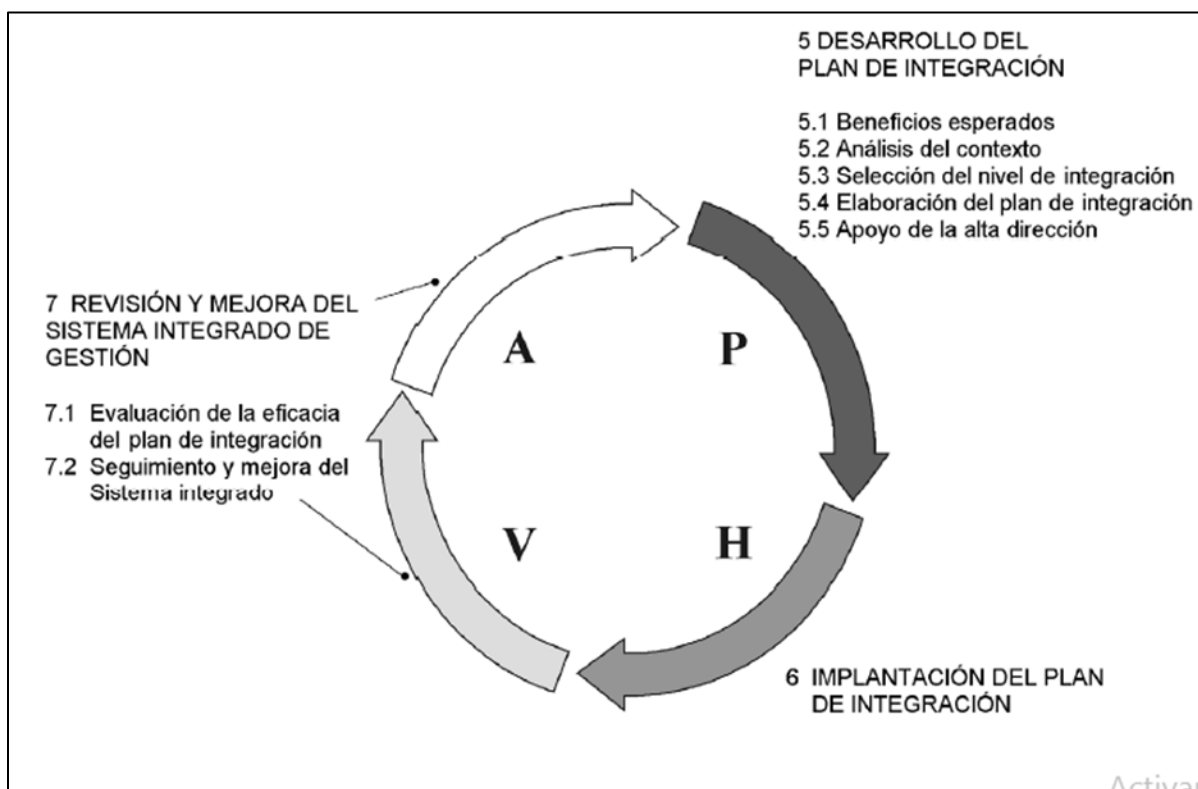 5 DESARROLLO DEL
PLAN DE INTEGRACIÓN
5.1 Beneficios esperados
5.2 Análisis del contexto
5.3 Selección del nivel de integración
5.4 Elaboración del plan de integración
5.5 Apoyo de la alta dirección
7 REVISIÓN Y MEJORA DEL
SISTEMA INTEGRADO DE
GESTIÓN
A
P
7.1 Evaluación de la eficacia
del plan de integración
7.2 Seguimiento y mejora del
Sistema integrado
V
H
6 IMPLANTACIÓN DEL PLAN
DE INTEGRACIÓN